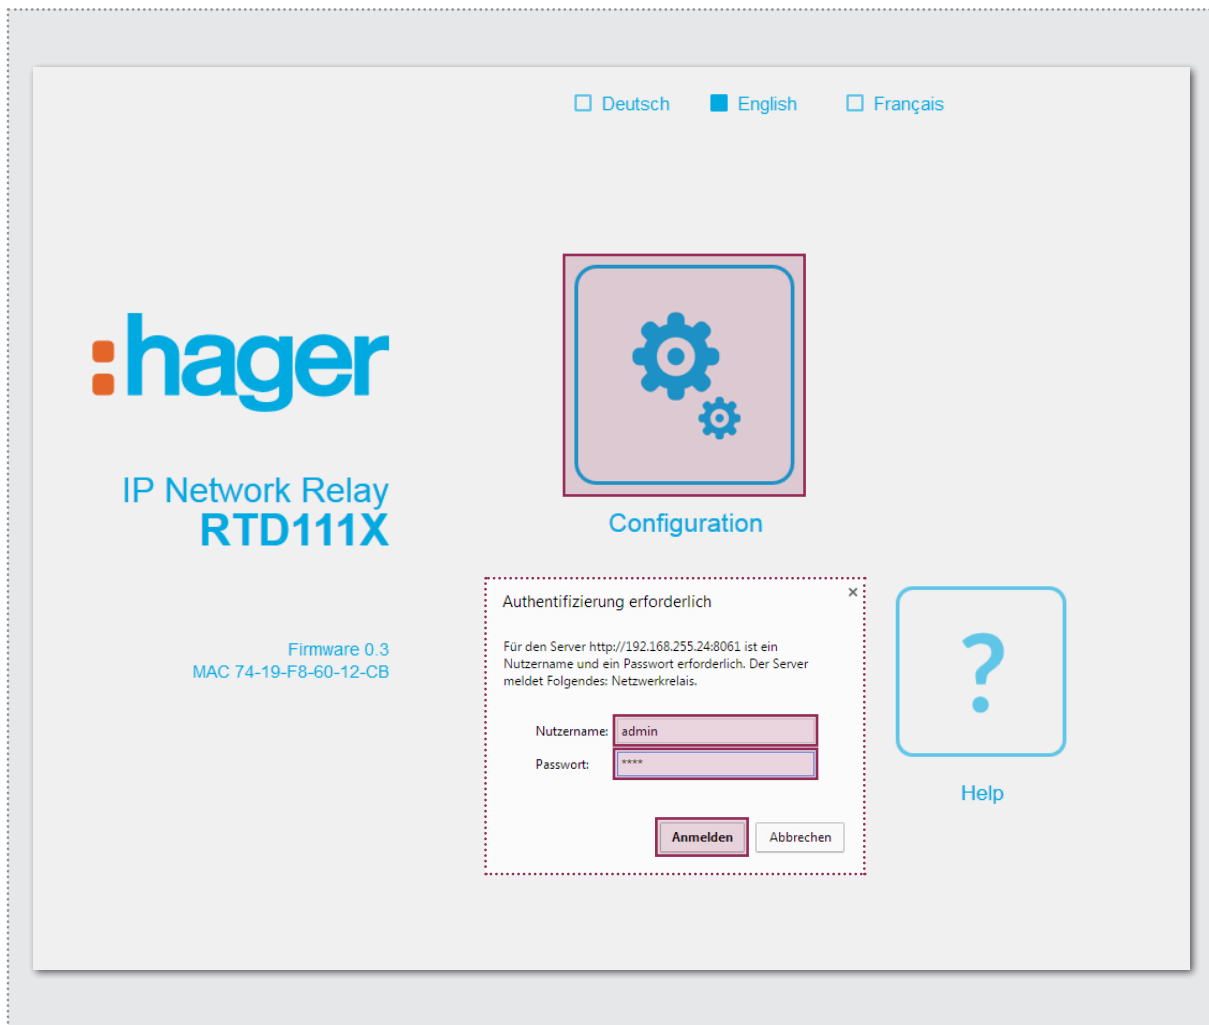 Deutsch English Français
:hager
IP Network Relay
RTD111X
Configuration
Firmware 0.3
MAC 74-19-F8-60-12-CB
Authentifizierung erforderlich
Für den Server http://192.168.255.24:8061 ist ein
Nutzername und ein Passwort erforderlich. Der Server
meldet Folgendes: Netzwerkrelais.
Nutzername: admin
Passwort: ****
Anmelden Abbrechen
?
Help